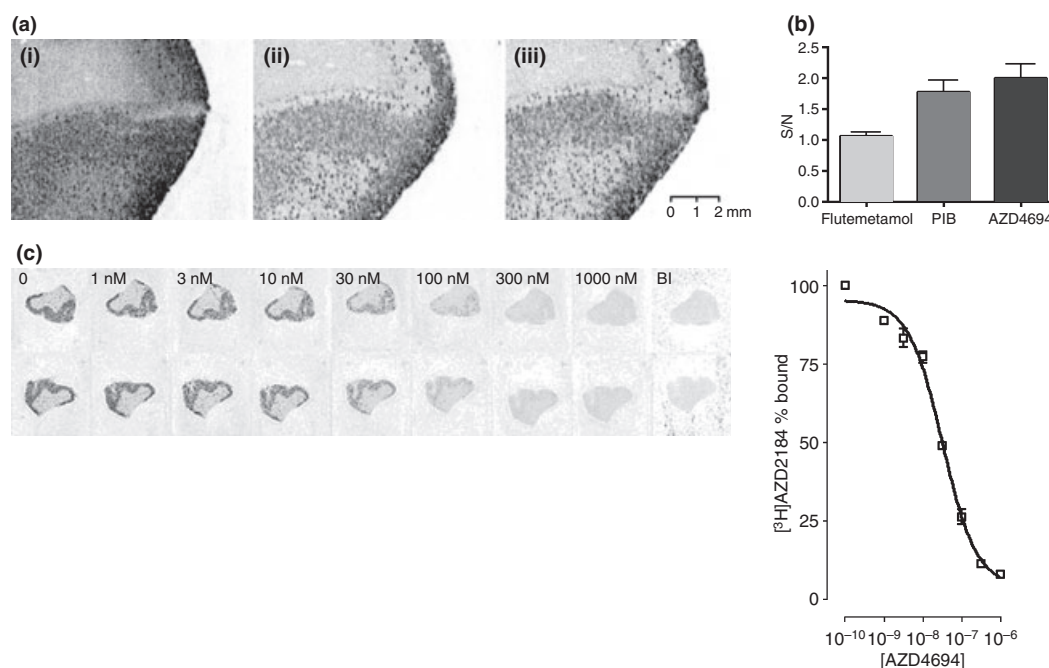 (a)
(i) (ii) (iii)
0 1 2 mm
(b)
S/N
2.5
2.0
1.5
1.0
0.5
0.0
Flutemetamol PIB AZD4694
(c)
0 1 nM 3 nM 10 nM 30 nM 100 nM 300 nM 1000 nM Bl
[³H]AZD2184 % bound
100
75
50
25
0
10⁻¹⁰ 10⁻⁹ 10⁻⁸ 10⁻⁷ 10⁻⁶
[AZD4694]